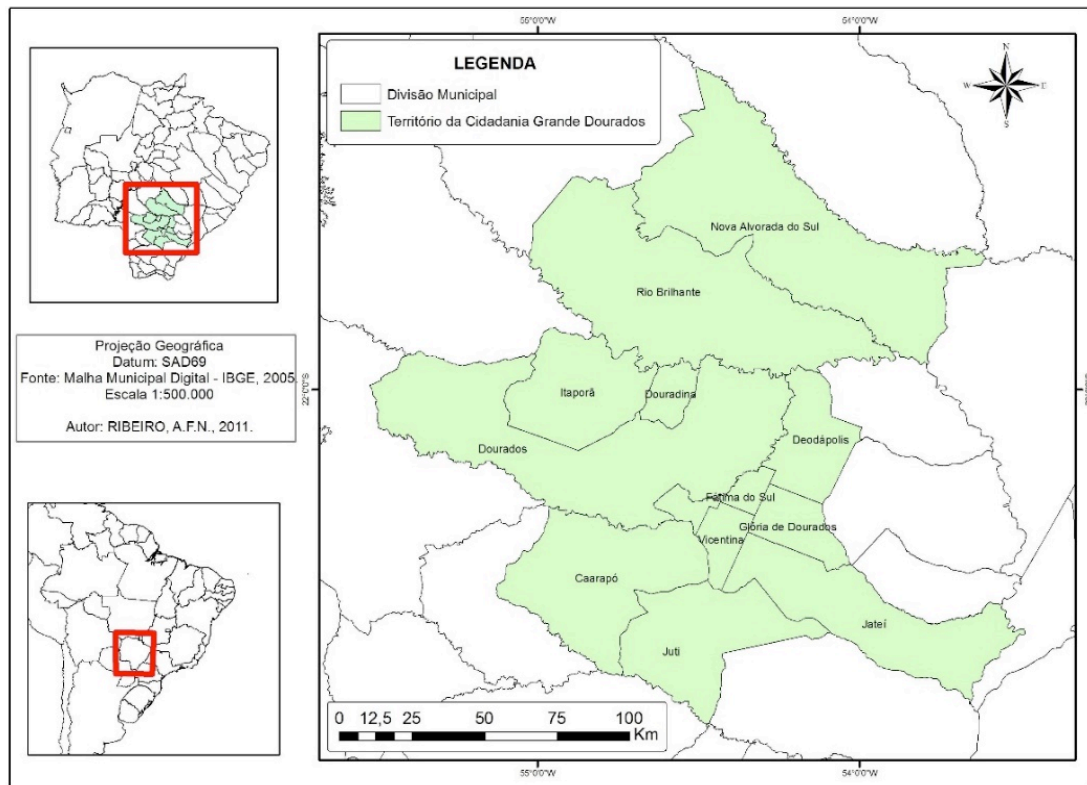 55°0'0"W
54°0'0"W
LEGENDA
Divisão Municipal
Território da Cidadania Grande Dourados
N
W
E
S
Projeção Geográfica
Datum: SAD69
Fonte: Malha Municipal Digital - IBGE, 2005
Escala 1:500.000
Autor: RIBEIRO, A.F.N., 2011.
22°0'0"S
Nova Alvorada do Sul
Rio Brilhante
Itaporã
Douradina
Dourados
Deodápolis
Fátima do Sul
Glória de Dourados
Vicentina
Caarapó
Jateí
Juti
0 12,5 25 50 75 100
Km
55°0'0"W
54°0'0"W